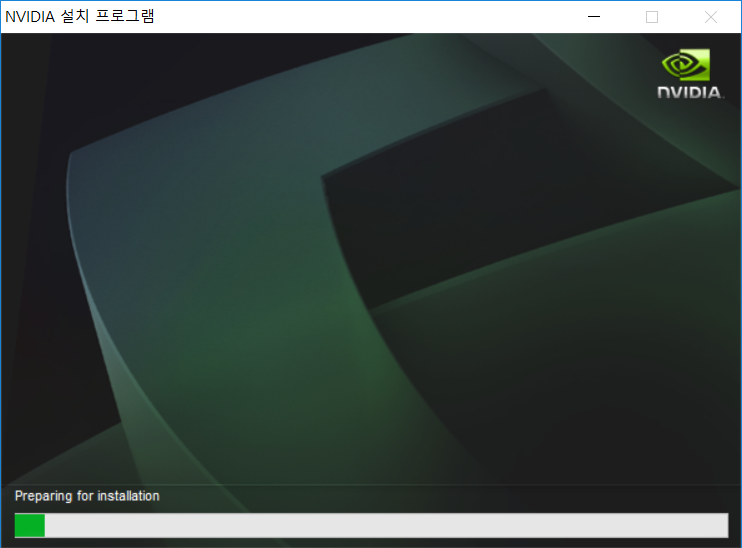 NVIDIA 설치 프로그램
NVIDIA
Preparing for installation